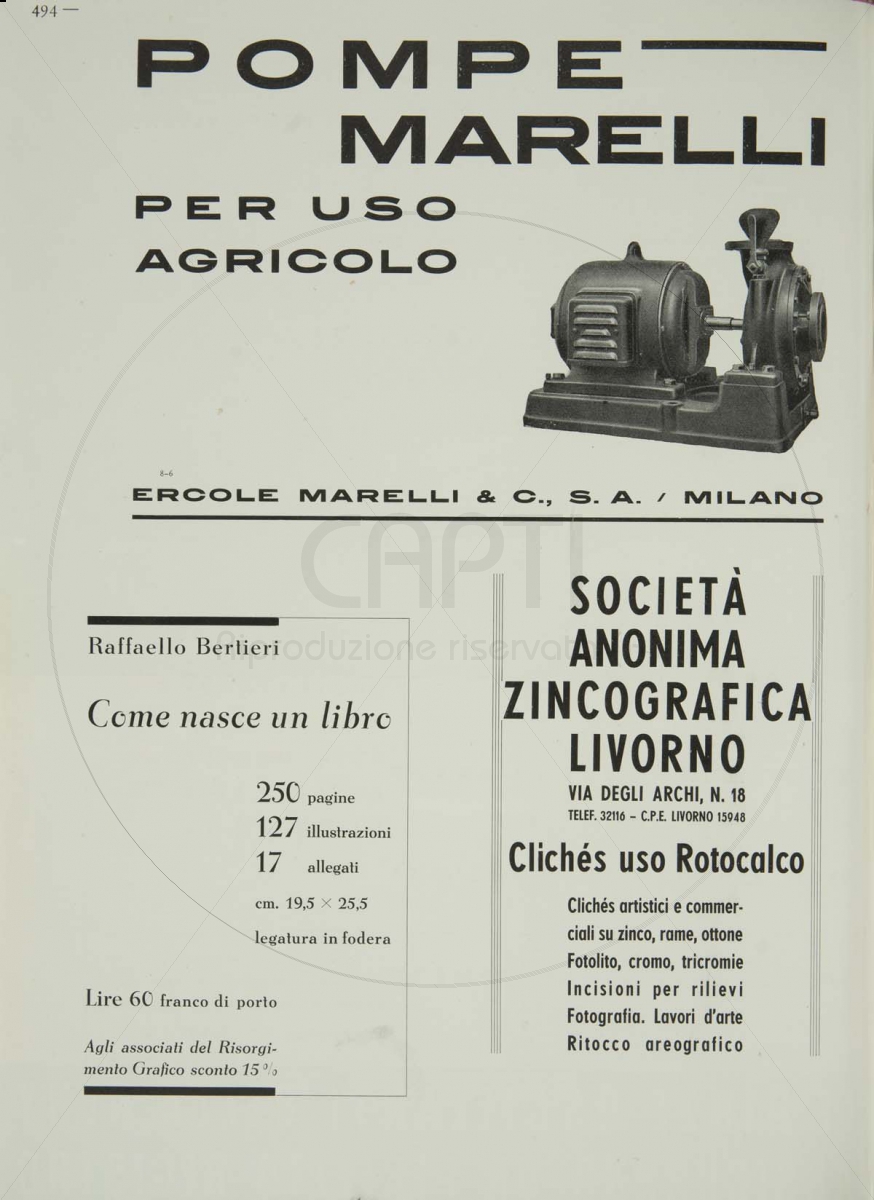 494 —
POMPE
MARELLI
PER USO
AGRICOLO
8-6
ERCOLE MARELLI & C., S. A. / MILANO
CAPTI
Riproduzione riservata
Raffaello Bertieri
Come nasce un libro
250 pagine
127 illustrazioni
17 allegati
cm. 19,5 × 25,5
legatura in fodera
Lire 60 franco di porto
Agli associati del Risorgi-
mento Grafico sconto 15 %
SOCIETÀ
ANONIMA
ZINCOGRAFICA
LIVORNO
VIA DEGLI ARCHI, N. 18
TELEF. 32116 – C.P.E. LIVORNO 15948
Clichés uso Rotocalco
Clichés artistici e commer-
ciali su zinco, rame, ottone
Fotolito, cromo, tricromie
Incisioni per rilievi
Fotografia. Lavori d'arte
Ritocco areografico